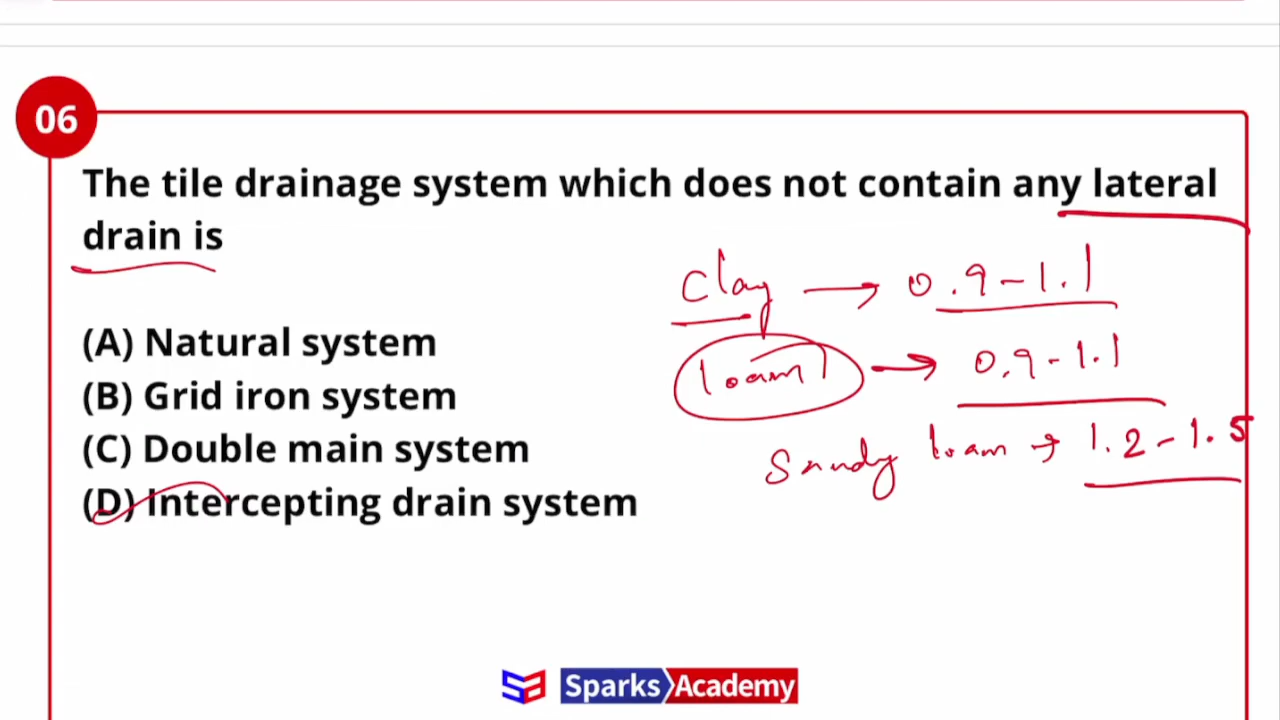 06
The tile drainage system which does not contain any lateral
drain is
clay → 0.9-1.1
(A) Natural system
loam → 0.9-1.1
(B) Grid iron system
(C) Double main system
Sandy loam → 1.2-1.5
(D) Intercepting drain system
Sparks Academy